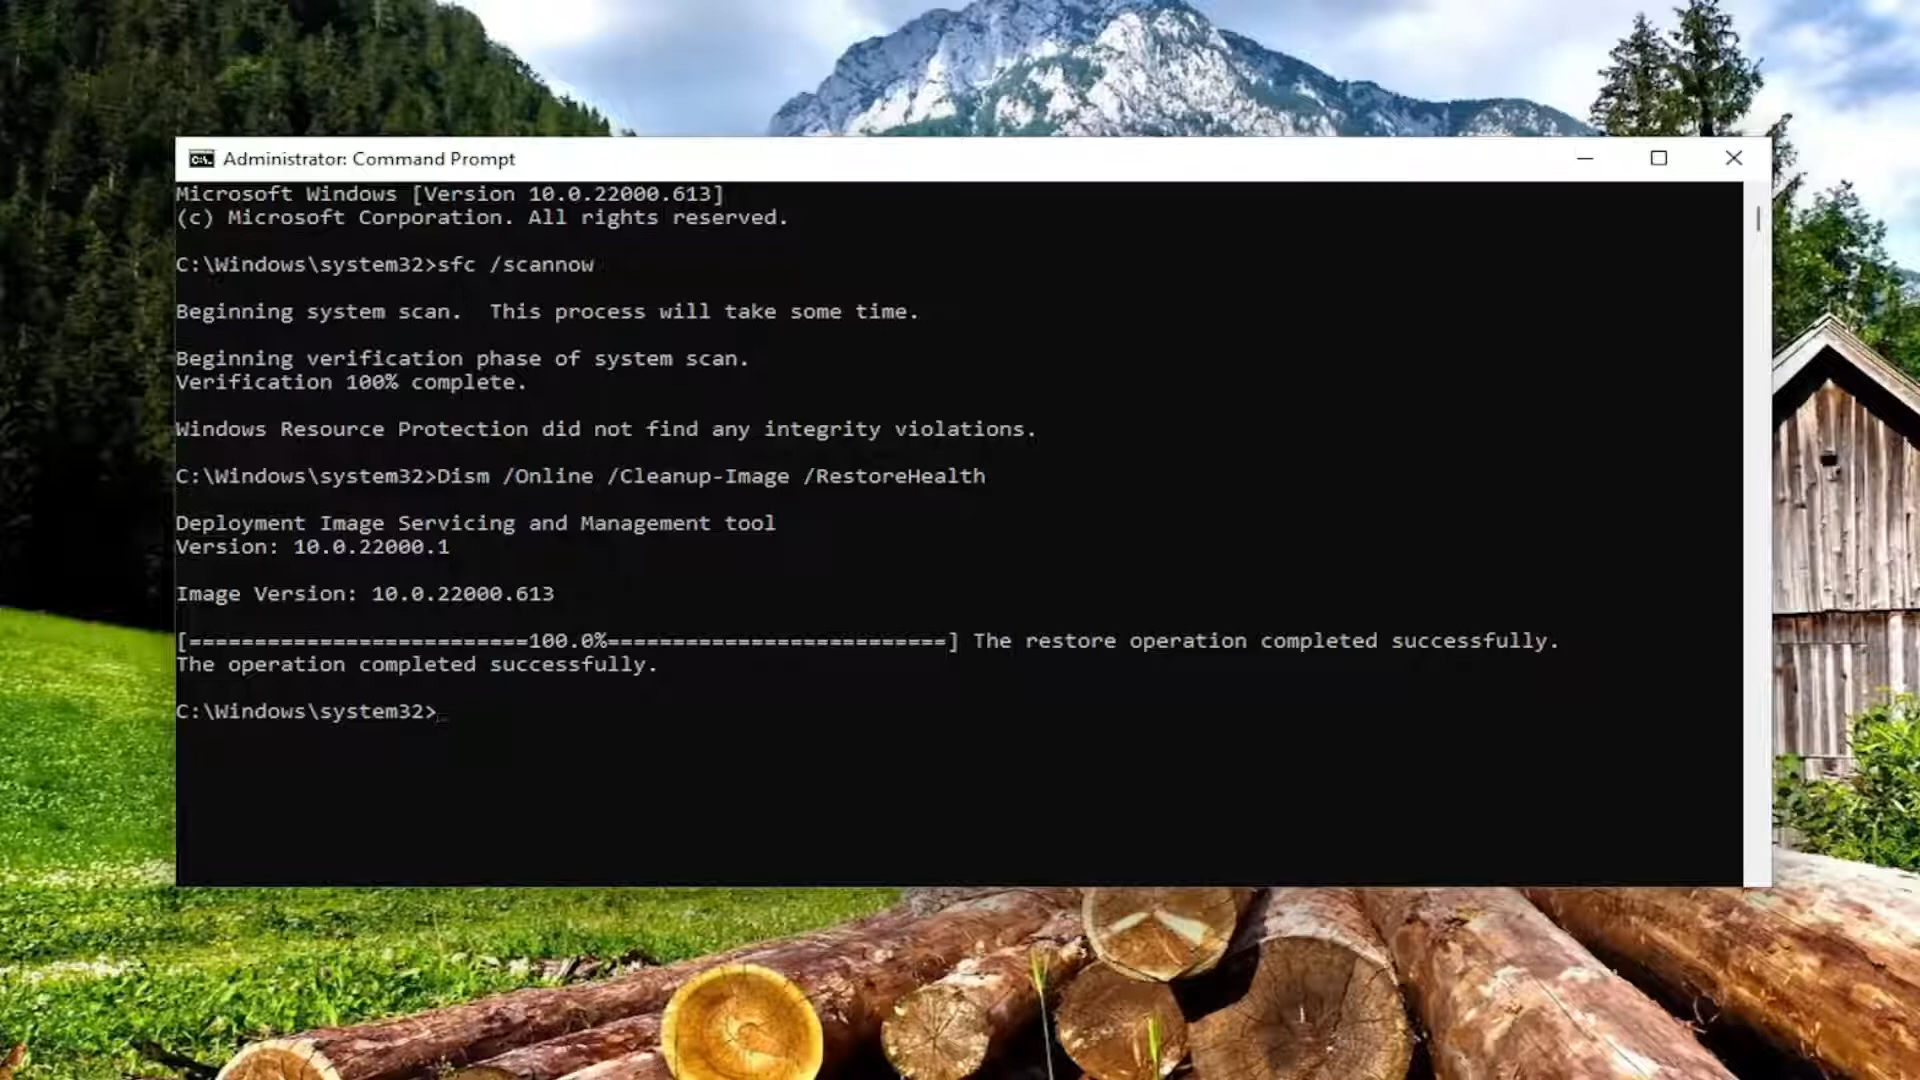 Administrator: Command Prompt
Microsoft Windows [Version 10.0.22000.613]
(c) Microsoft Corporation. All rights reserved.
C:\Windows\system32>sfc /scannow
Beginning system scan.  This process will take some time.
Beginning verification phase of system scan.
Verification 100% complete.
Windows Resource Protection did not find any integrity violations.
C:\Windows\system32>Dism /Online /Cleanup-Image /RestoreHealth
Deployment Image Servicing and Management tool
Version: 10.0.22000.1
Image Version: 10.0.22000.613
[==========================100.0%==========================] The restore operation completed successfully.
The operation completed successfully.
C:\Windows\system32>